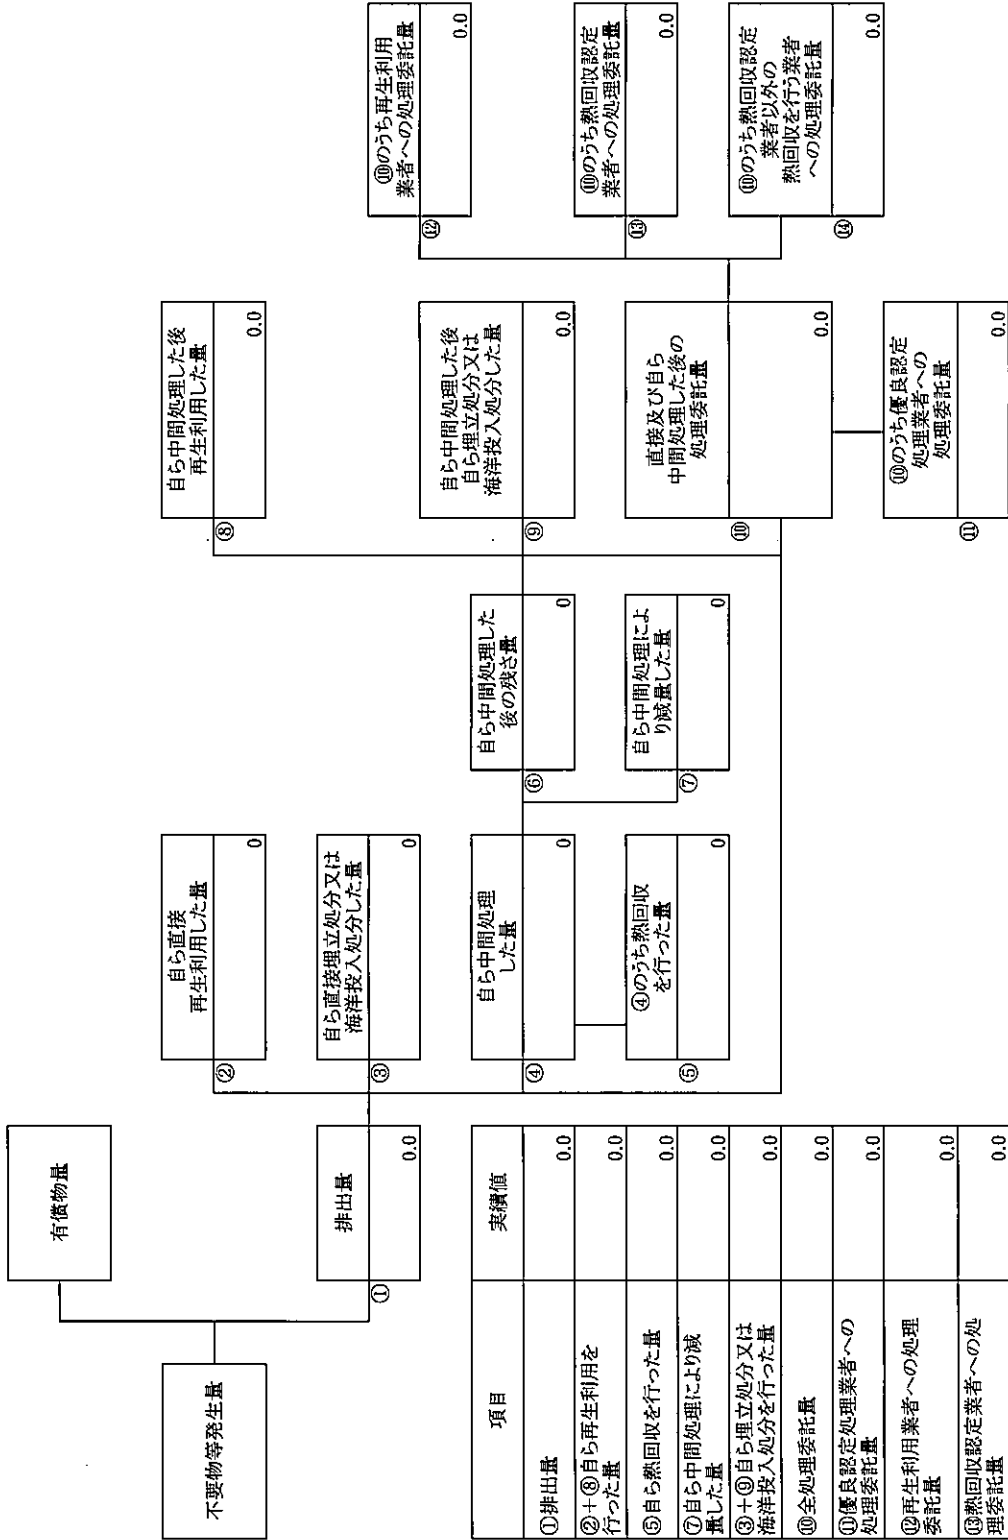 不要物等発生量
有償物量
排出量
①
0.0
自ら直接
再生利用した量
②
0
自ら直接埋立処分又は
海洋投入処分した量
③
0
自ら中間処理
した量
④
0
④のうち熱回収
を行った量
⑤
0
自ら中間処理した
後の残さ量
⑥
0
自ら中間処理によ
り減量した量
⑦
0
自ら中間処理した後
再生利用した量
⑧
0.0
自ら中間処理した後
自ら埋立処分又は
海洋投入処分した量
⑨
0.0
直接及び自ら
中間処理した後の
処理委託量
⑩
0.0
⑩のうち優良認定
処理業者への
処理委託量
⑪
0.0
⑩のうち再生利用
業者への処理委託量
⑫
0.0
⑩のうち熱回収認定
業者への処理委託量
⑬
0.0
⑩のうち熱回収認定
業者以外の
熱回収を行う業者
への処理委託量
⑭
0.0
項目 実績値
①排出量 0.0
②+⑧自ら再生利用を
行った量 0.0
⑤自ら熱回収を行った量 0.0
⑦自ら中間処理により減
量した量 0.0
③+⑨自ら埋立処分又は
海洋投入処分を行った量 0.0
⑩全処理委託量 0.0
⑪優良認定処理業者への
処理委託量 0.0
⑫再生利用業者への処理
委託量 0.0
⑬熱回収認定業者への処
理委託量 0.0